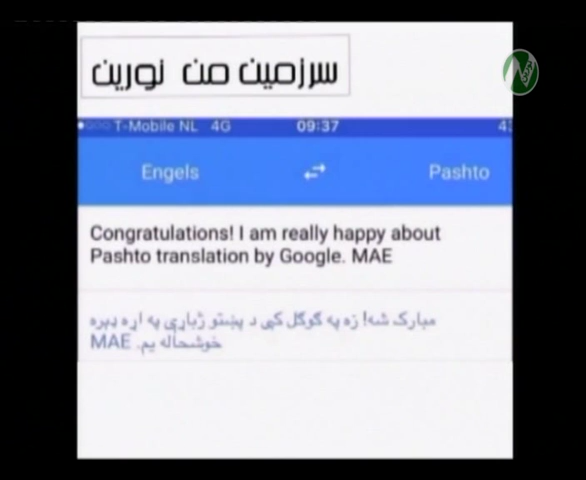 سرزمین من نورین
T-Mobile NL 4G 09:37
Engels Pashto
Congratulations! I am really happy about
Pashto translation by Google. MAE
مبارک شه! زه په ګوګل کې د پښتو ژباړې په اړه ډېره
خوشحاله یم. MAE